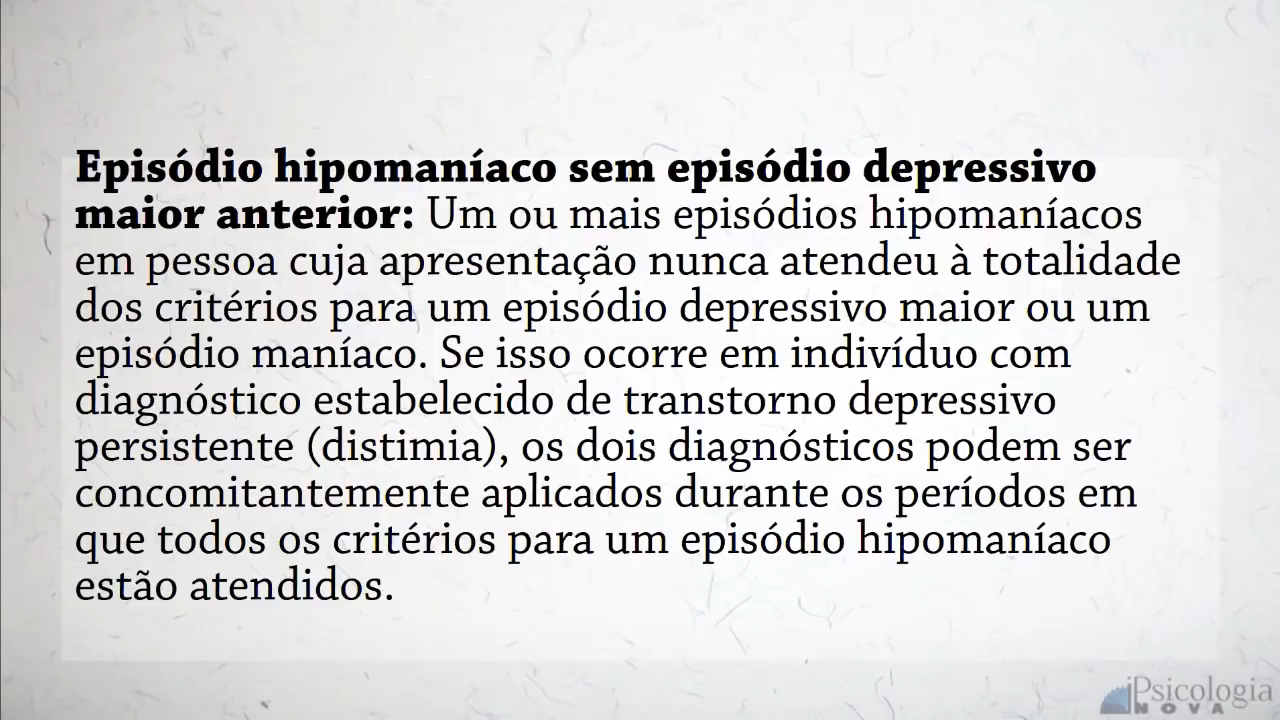 Episódio hipomaníaco sem episódio depressivo
maior anterior: Um ou mais episódios hipomaníacos
em pessoa cuja apresentação nunca atendeu à totalidade
dos critérios para um episódio depressivo maior ou um
episódio maníaco. Se isso ocorre em indivíduo com
diagnóstico estabelecido de transtorno depressivo
persistente (distimia), os dois diagnósticos podem ser
concomitantemente aplicados durante os períodos em
que todos os critérios para um episódio hipomaníaco
estão atendidos.
Psicologia
NOVA